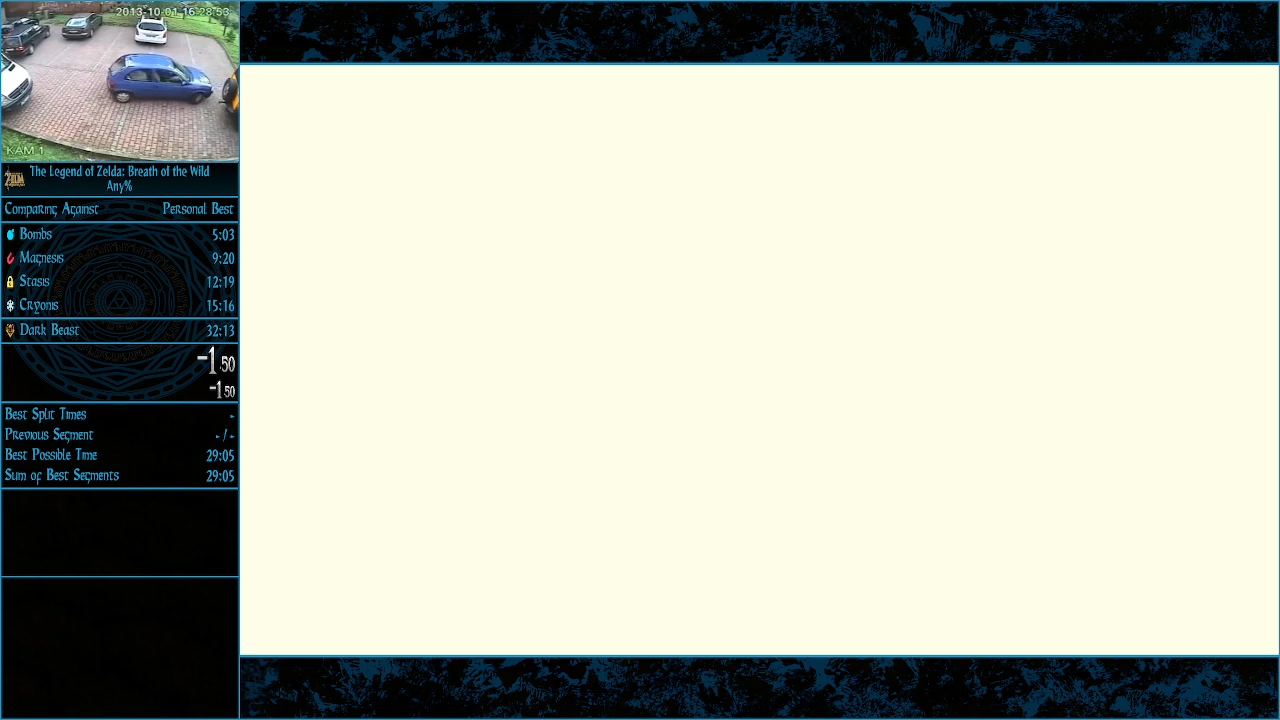 2013-10-01 16:28:53
KAM 1
ZELDA
The Legend of Zelda: Breath of the Wild
Any%
Comparing Against Personal Best
Bombs 5:03
Magnesis 9:20
Stasis 12:19
Cryonis 15:16
Dark Beast 32:13
-1.50
-1.50
Best Split Times -
Previous Segment - / -
Best Possible Time 29:05
Sum of Best Segments 29:05